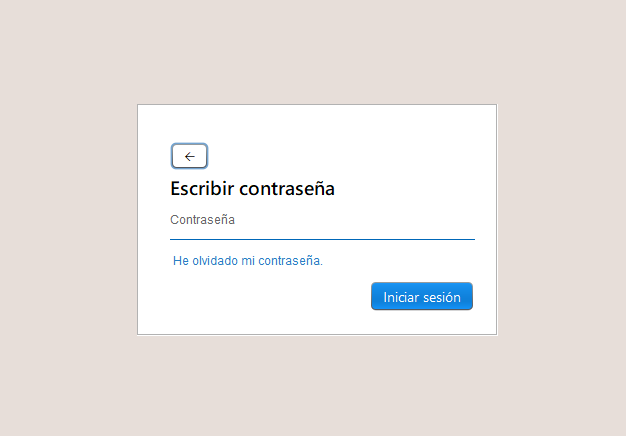 Escribir contraseña
Contraseña
He olvidado mi contraseña.
Iniciar sesión